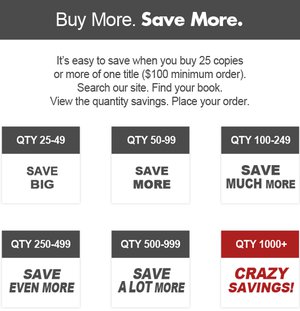 Buy More. Save More.
It's easy to save when you buy 25 copies
or more of one title ($100 minimum order).
Search our site. Find your book.
View the quantity savings. Place your order.
QTY 25-49
SAVE
BIG
QTY 50-99
SAVE
MORE
QTY 100-249
SAVE
MUCH MORE
QTY 250-499
SAVE
EVEN MORE
QTY 500-999
SAVE
A LOT MORE
QTY 1000+
CRAZY
SAVINGS!